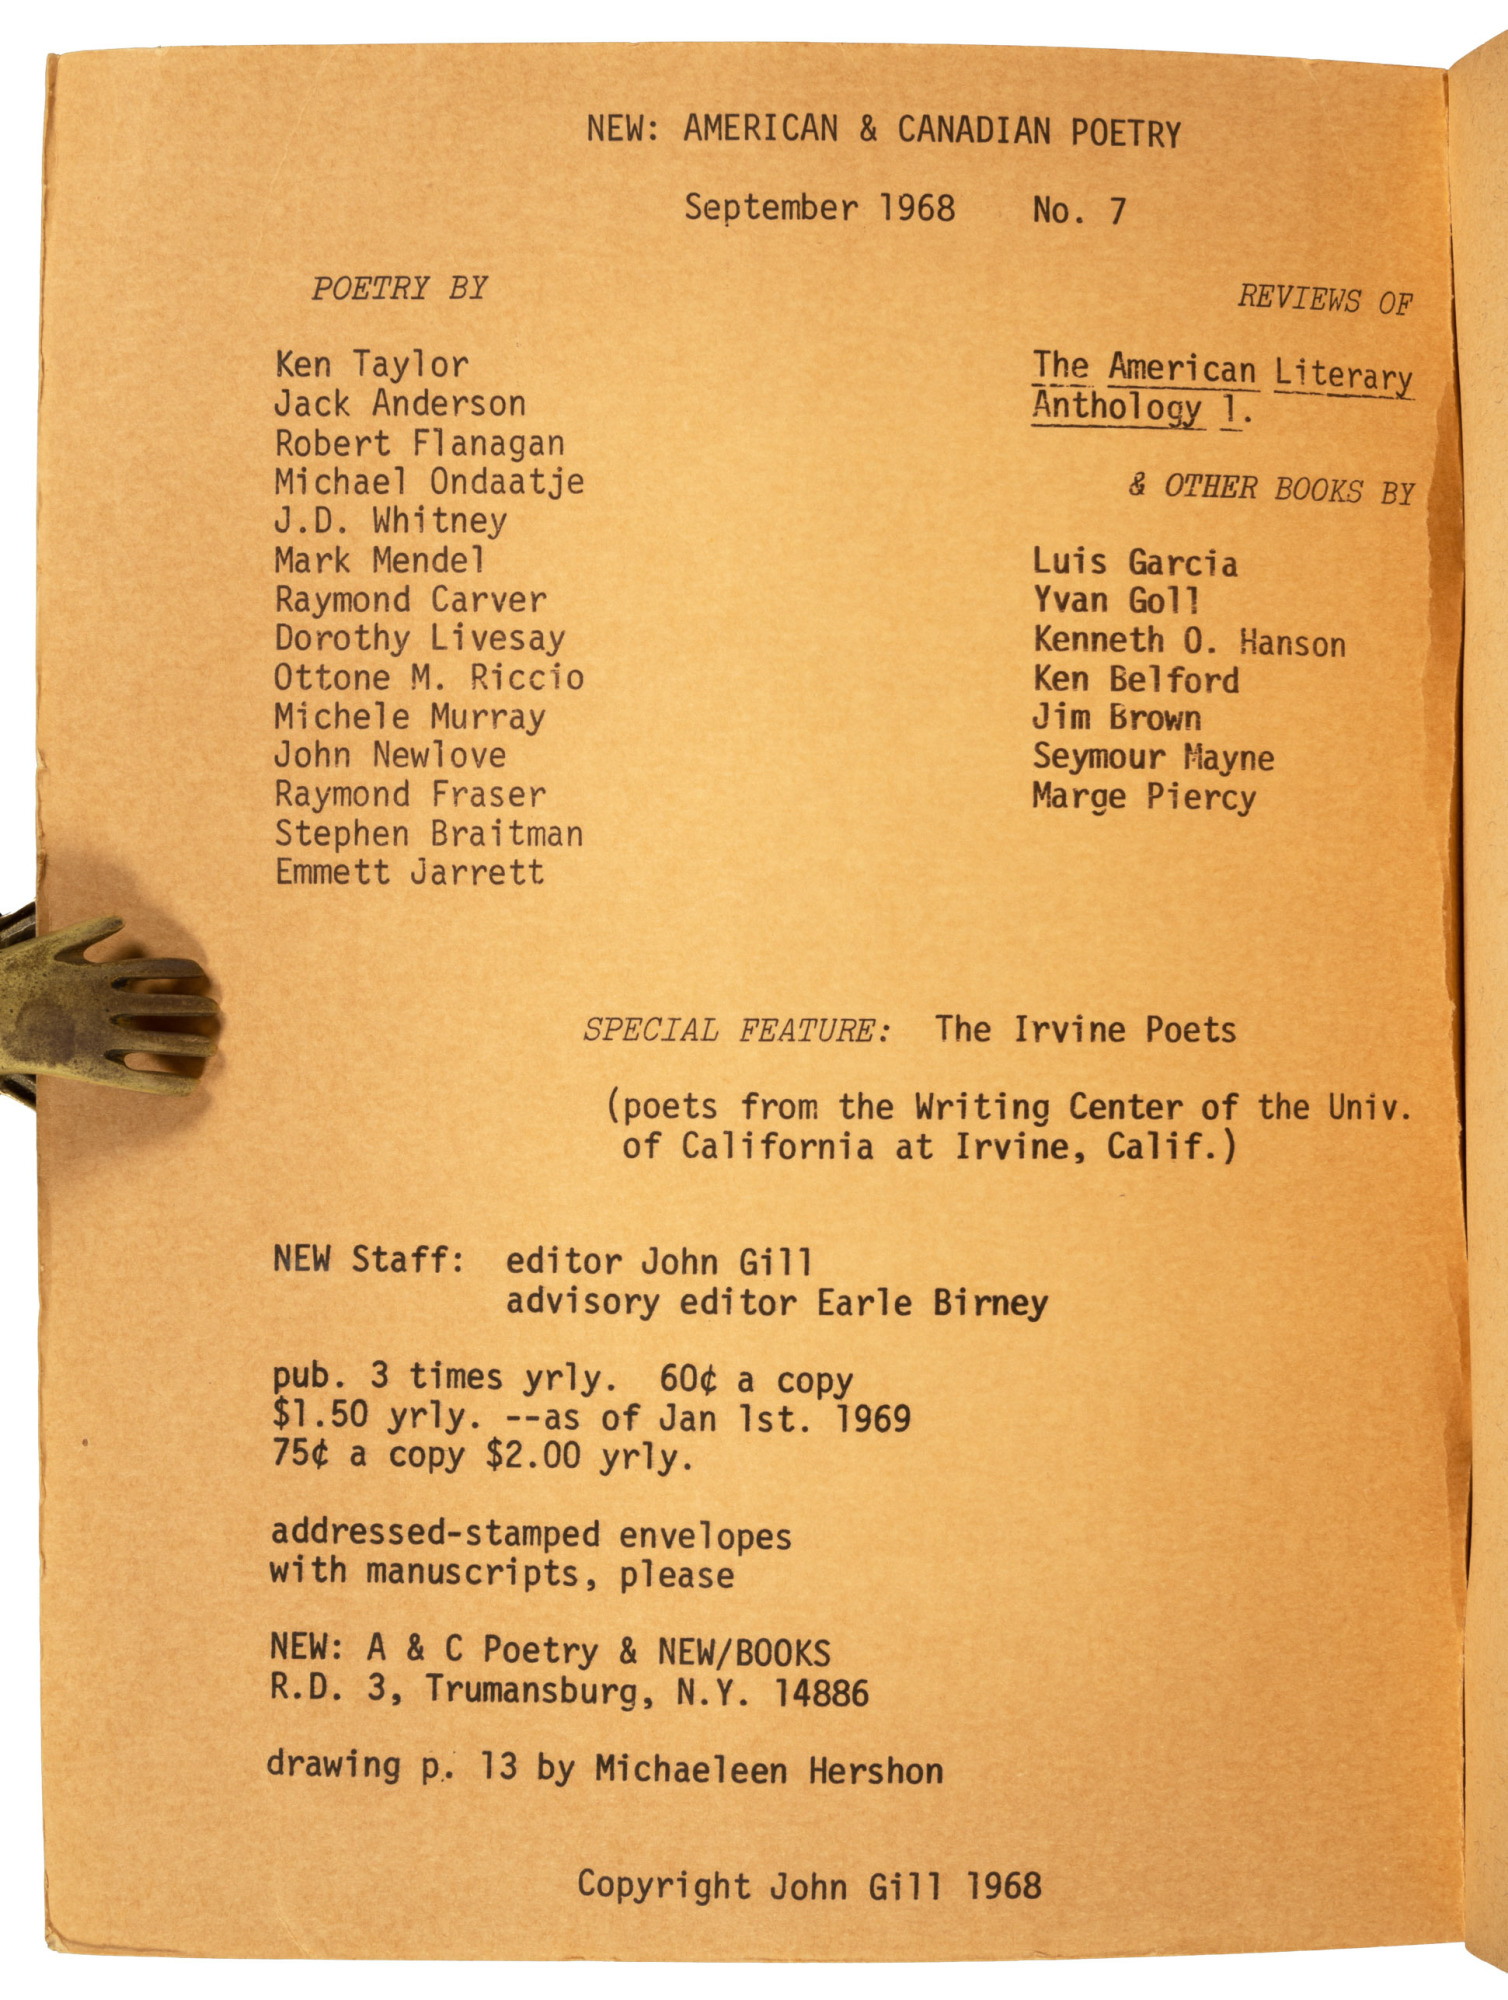 NEW: AMERICAN & CANADIAN POETRY
September 1968 No. 7
POETRY BY
Ken Taylor
Jack Anderson
Robert Flanagan
Michael Ondaatje
J.D. Whitney
Mark Mendel
Raymond Carver
Dorothy Livesay
Ottone M. Riccio
Michele Murray
John Newlove
Raymond Fraser
Stephen Braitman
Emmett Jarrett
REVIEWS OF
The American Literary
Anthology 1.
& OTHER BOOKS BY
Luis Garcia
Yvan Goll
Kenneth O. Hanson
Ken Belford
Jim Brown
Seymour Mayne
Marge Piercy
SPECIAL FEATURE: The Irvine Poets
(poets from the Writing Center of the Univ.
of California at Irvine, Calif.)
NEW Staff: editor John Gill
advisory editor Earle Birney
pub. 3 times yrly. 60¢ a copy
$1.50 yrly. --as of Jan 1st. 1969
75¢ a copy $2.00 yrly.
addressed-stamped envelopes
with manuscripts, please
NEW: A & C Poetry & NEW/BOOKS
R.D. 3, Trumansburg, N.Y. 14886
drawing p. 13 by Michaeleen Hershon
Copyright John Gill 1968